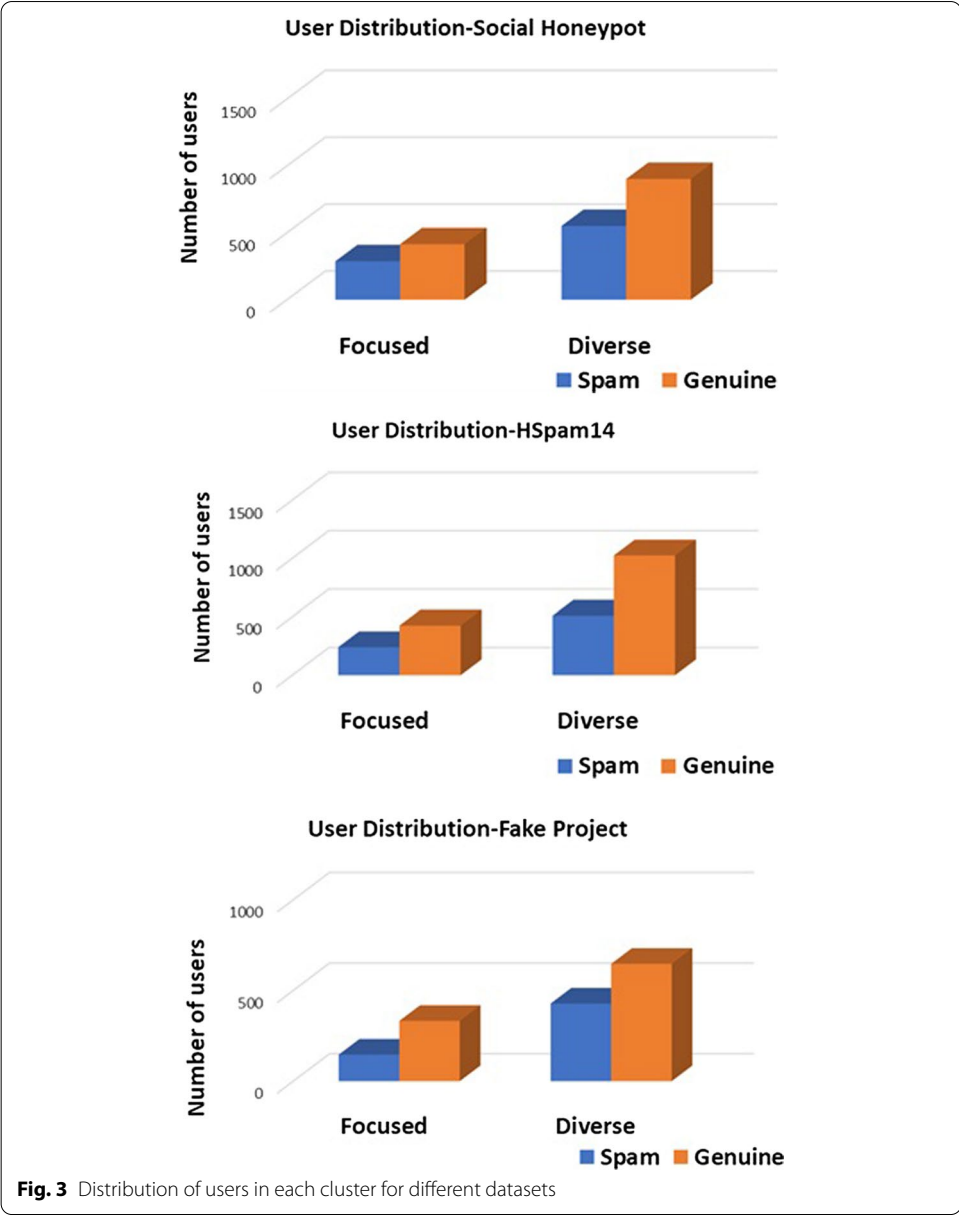 User Distribution-Social Honeypot
Number of users
1500
1000
500
0
Focused Diverse
Spam Genuine
User Distribution-HSpam14
Number of users
1500
1000
500
0
Focused Diverse
Spam Genuine
User Distribution-Fake Project
Number of users
1000
500
0
Focused Diverse
Spam Genuine
Fig. 3 Distribution of users in each cluster for different datasets